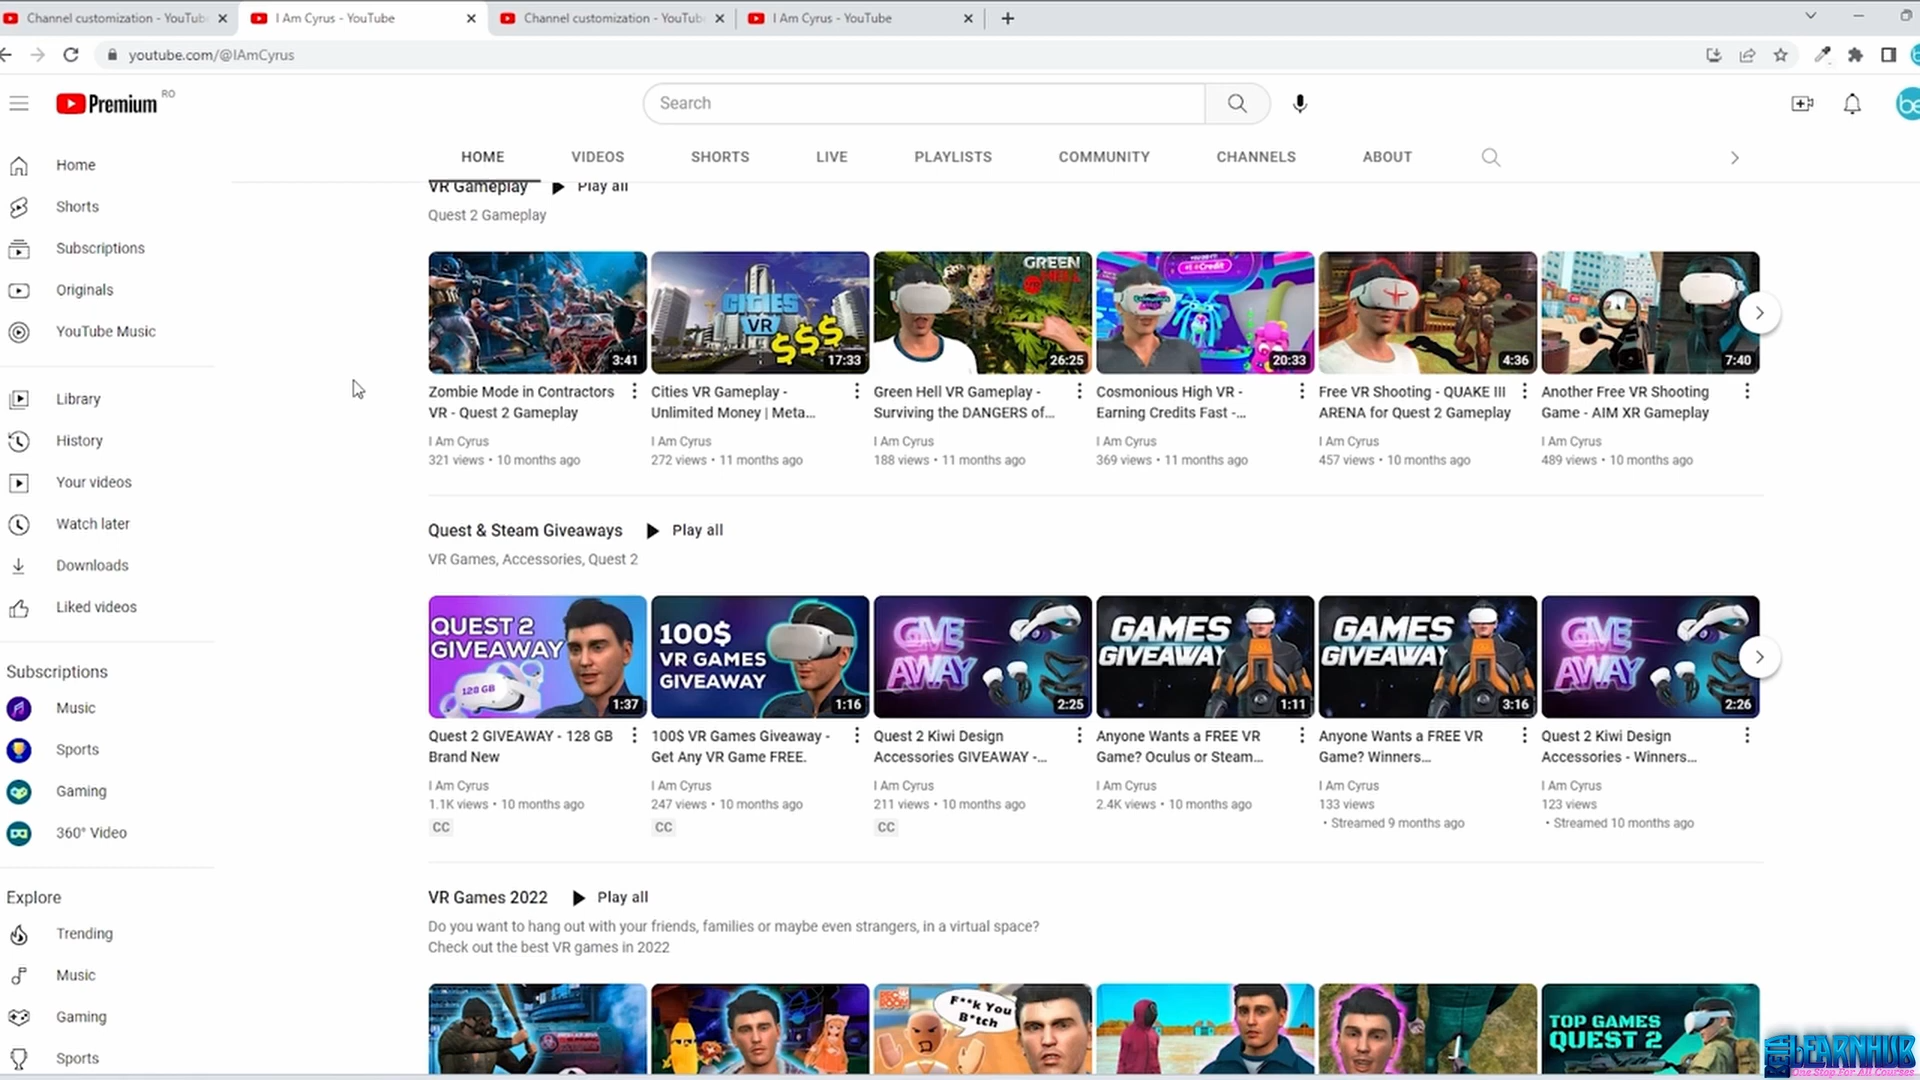 Channel customization - YouTub
I Am Cyrus - YouTube
Channel customization - YouTub
I Am Cyrus - YouTube
youtube.com/@IAmCyrus
Premium RO
Search
HOME VIDEOS SHORTS LIVE PLAYLISTS COMMUNITY CHANNELS ABOUT
Home
Shorts
Subscriptions
Originals
YouTube Music
Library
History
Your videos
Watch later
Downloads
Liked videos
Subscriptions
Music
Sports
Gaming
360° Video
Explore
Trending
Music
Gaming
Sports
VR Gameplay Play all
Quest 2 Gameplay
CITIES
VR
$$$
GREEN
HELL
Credit
3:41
17:33
26:25
20:33
4:36
7:40
Zombie Mode in Contractors
VR - Quest 2 Gameplay
I Am Cyrus
321 views • 10 months ago
Cities VR Gameplay -
Unlimited Money | Meta...
I Am Cyrus
272 views • 11 months ago
Green Hell VR Gameplay -
Surviving the DANGERS of...
I Am Cyrus
188 views • 11 months ago
Cosmonious High VR -
Earning Credits Fast -...
I Am Cyrus
369 views • 11 months ago
Free VR Shooting - QUAKE III
ARENA for Quest 2 Gameplay
I Am Cyrus
457 views • 10 months ago
Another Free VR Shooting
Game - AIM XR Gameplay
I Am Cyrus
489 views • 10 months ago
Quest & Steam Giveaways Play all
VR Games, Accessories, Quest 2
QUEST 2
GIVEAWAY
128 GB
1:37
100$
VR GAMES
GIVEAWAY
1:16
GIVE
AWAY
2:25
GAMES
GIVEAWAY
1:11
GAMES
GIVEAWAY
3:16
GIVE
AWAY
2:26
Quest 2 GIVEAWAY - 128 GB
Brand New
I Am Cyrus
1.1K views • 10 months ago
CC
100$ VR Games Giveaway -
Get Any VR Game FREE.
I Am Cyrus
247 views • 10 months ago
CC
Quest 2 Kiwi Design
Accessories GIVEAWAY -...
I Am Cyrus
211 views • 10 months ago
CC
Anyone Wants a FREE VR
Game? Oculus or Steam...
I Am Cyrus
2.4K views • 10 months ago
Anyone Wants a FREE VR
Game? Winners...
I Am Cyrus
133 views
• Streamed 9 months ago
Quest 2 Kiwi Design
Accessories - Winners...
I Am Cyrus
123 views
• Streamed 10 months ago
VR Games 2022 Play all
Do you want to hang out with your friends, families or maybe even strangers, in a virtual space?
Check out the best VR games in 2022
F**k You
B*tch
TOP GAMES
QUEST 2
LEARNHUB
One Stop For All Courses